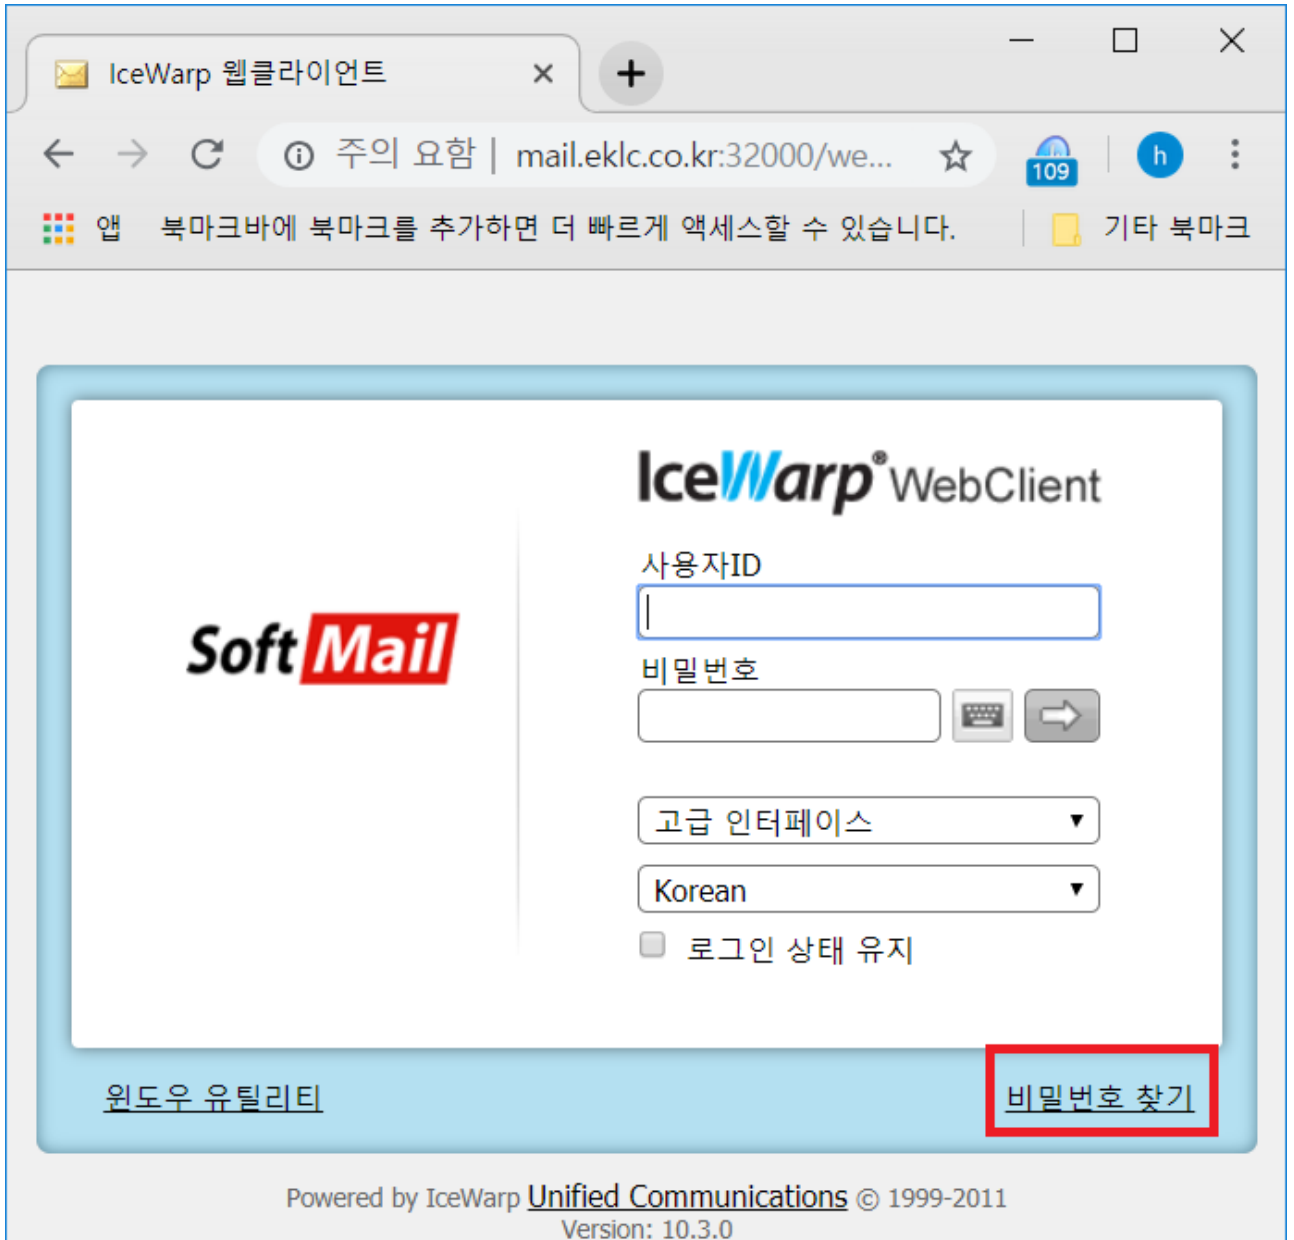 IceWarp 웹클라이언트
주의 요함 | mail.eklc.co.kr:32000/we...
109
h
앱 북마크바에 북마크를 추가하면 더 빠르게 액세스할 수 있습니다. 기타 북마크
IceWarp® WebClient
사용자ID
Soft Mail
비밀번호
고급 인터페이스
Korean
로그인 상태 유지
윈도우 유틸리티 비밀번호 찾기
Powered by IceWarp Unified Communications © 1999-2011
Version: 10.3.0